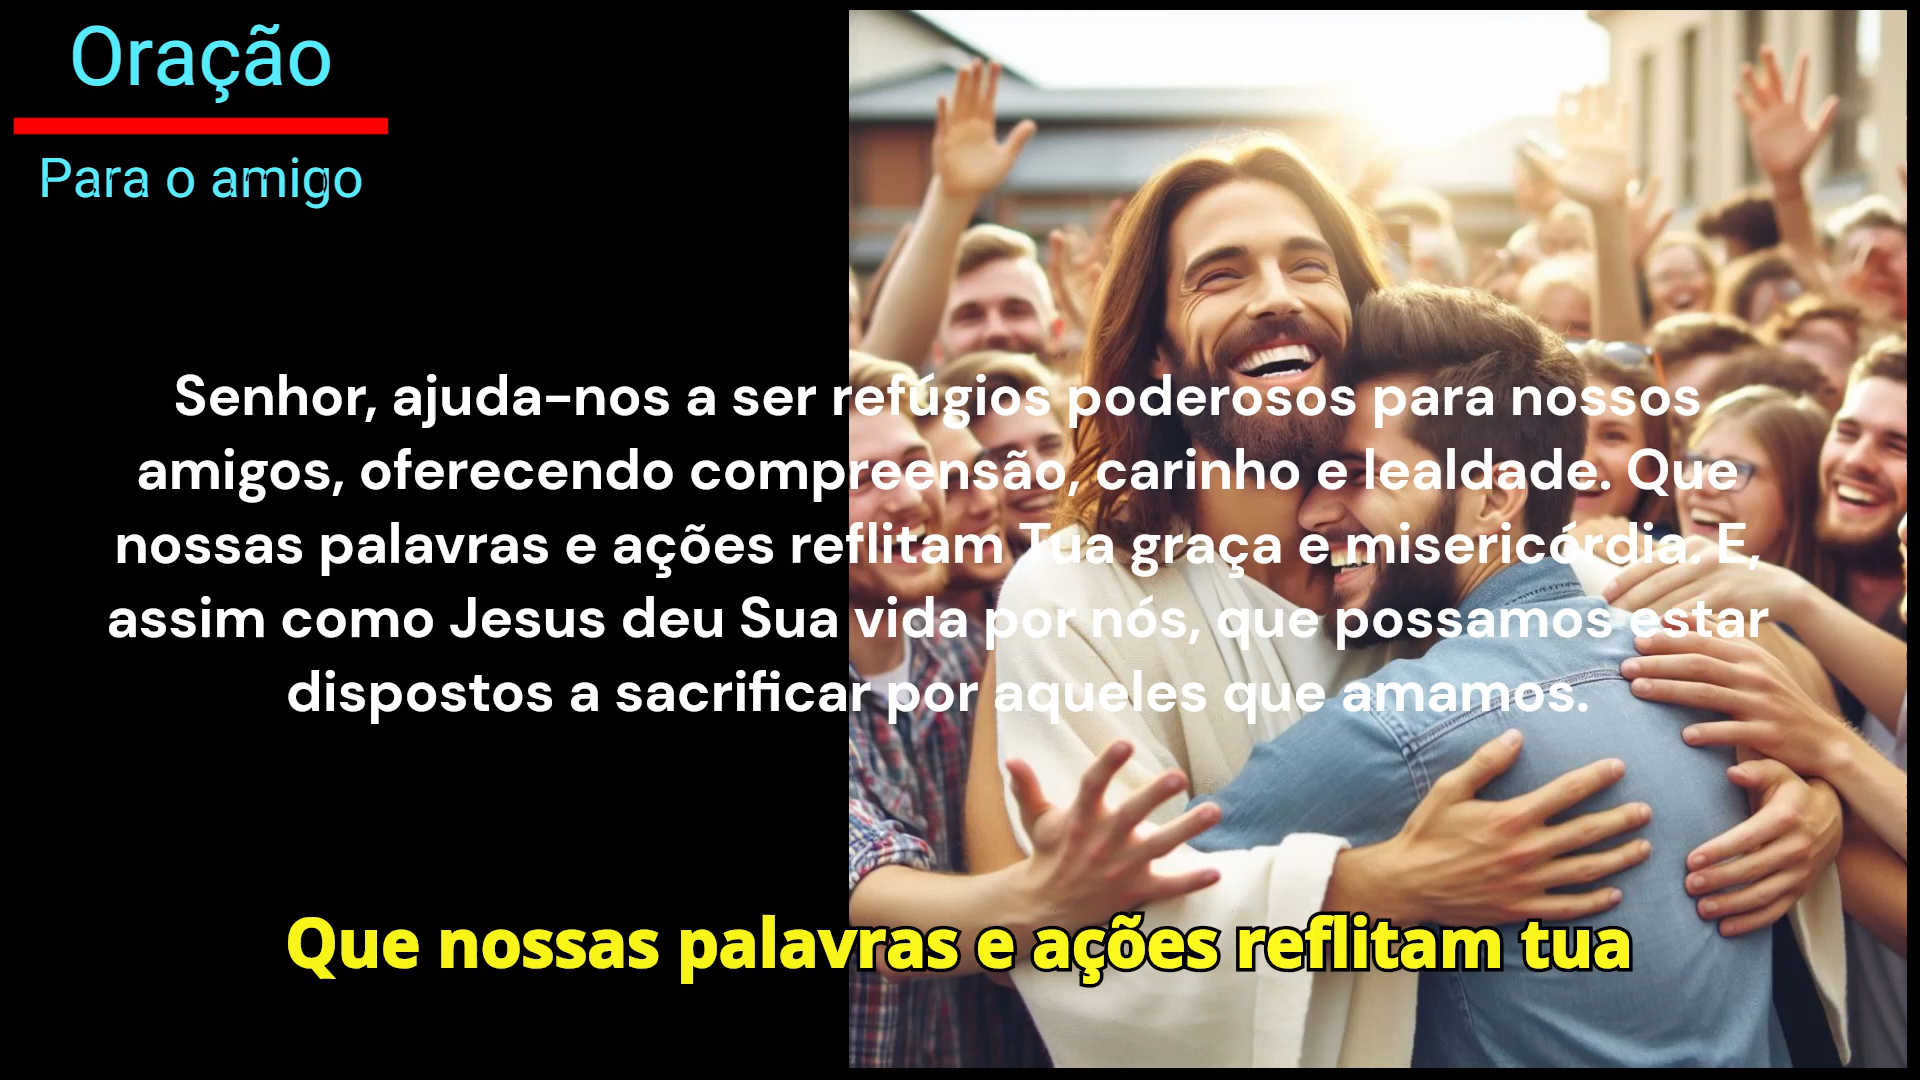 Oração
Para o amigo
Senhor, ajuda-nos a ser refúgios poderosos para nossos
amigos, oferecendo compreensão, carinho e lealdade. Que
nossas palavras e ações reflitam Tua graça e misericórdia. E,
assim como Jesus deu Sua vida por nós, que possamos estar
dispostos a sacrificar por aqueles que amamos.
Que nossas palavras e ações reflitam tua